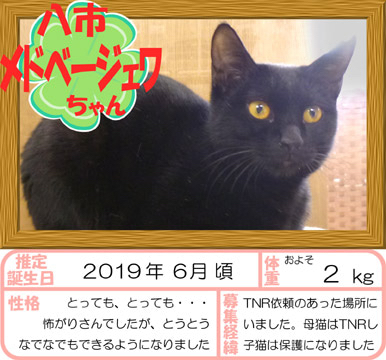 八市
メドベージェワ
ちゃん
推定
誕生日
2019年 6月頃
体重
およそ
2 kg
性格
とっても、とっても・・・
怖がりさんでしたが、とうとう
なでなでもできるようになりました
募集経緯
TNR依頼のあった場所に
いました。母猫はTNRし
子猫は保護になりました